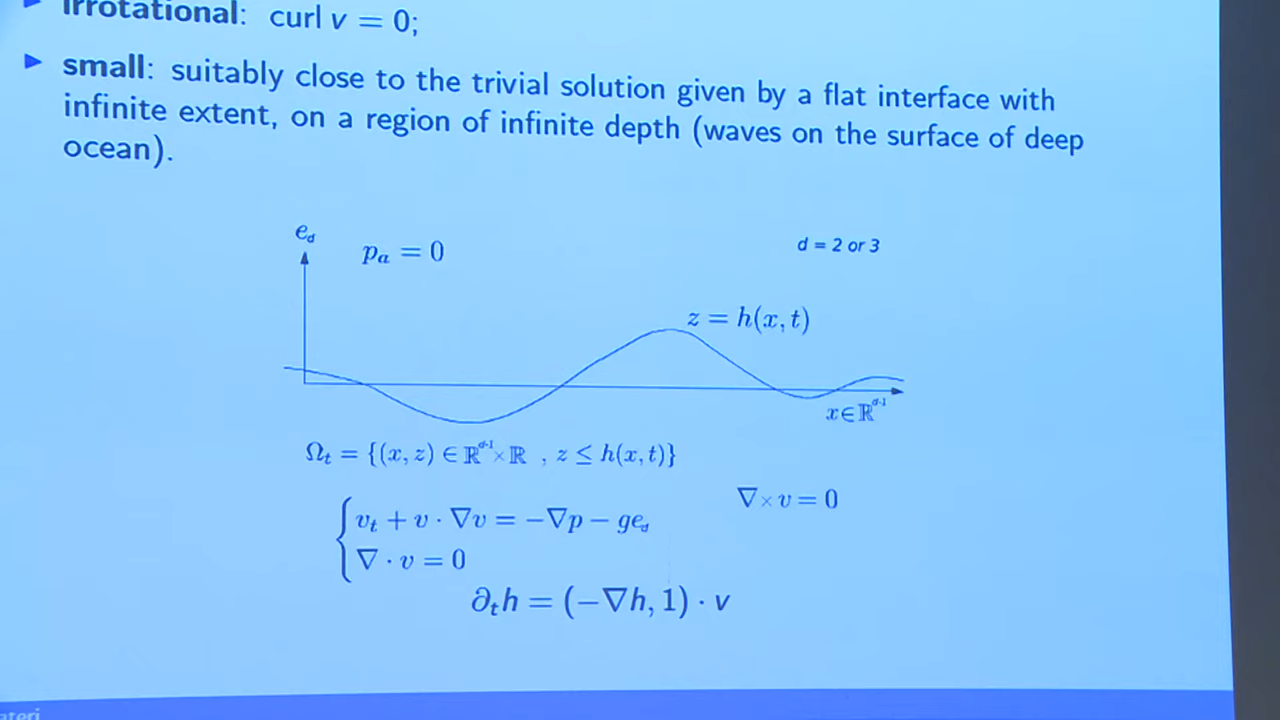 irrotational: curl v = 0;
small: suitably close to the trivial solution given by a flat interface with
infinite extent, on a region of infinite depth (waves on the surface of deep
ocean).
e_d
p_a = 0
d = 2 or 3
z = h(x, t)
x ∈ ℝ^{d-1}
Ω_t = {(x, z) ∈ ℝ^{d-1} × ℝ , z ≤ h(x, t)}
∇ × v = 0
v_t + v · ∇v = −∇p − ge_d
∇ · v = 0
∂_t h = (−∇h, 1) · v